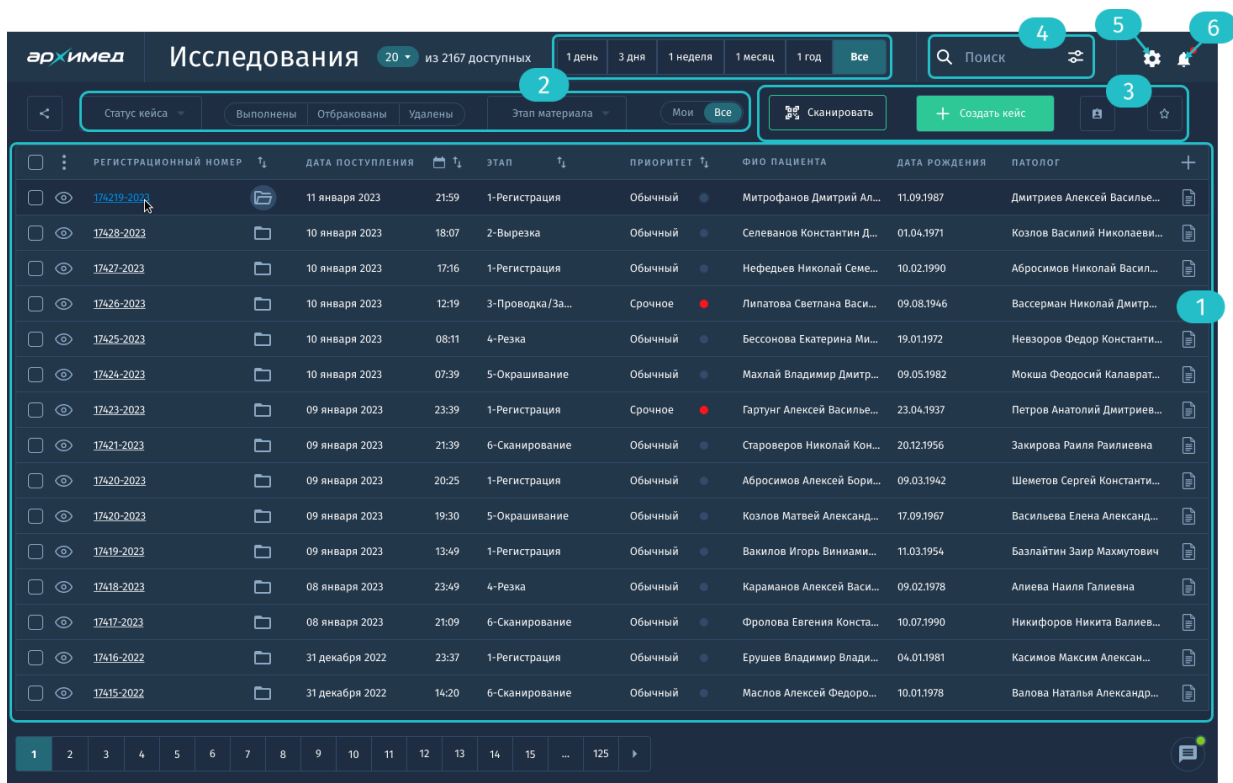 5 6
4
архимед Исследования 20 из 2167 доступных 1 день 3 дня 1 неделя 1 месяц 1 год Все Поиск
2 3
Статус кейса Выполнены Отбракованы Удалены Этап материала Мои Все Сканировать + Создать кейс
РЕГИСТРАЦИОННЫЙ НОМЕР ДАТА ПОСТУПЛЕНИЯ ЭТАП ПРИОРИТЕТ ФИО ПАЦИЕНТА ДАТА РОЖДЕНИЯ ПАТОЛОГ +
174219-2023 11 января 2023 21:59 1-Регистрация Обычный Митрофанов Дмитрий Ал... 11.09.1987 Дмитриев Алексей Василье...
17428-2023 10 января 2023 18:07 2-Вырезка Обычный Селеванов Константин Д... 01.04.1971 Козлов Василий Николаеви...
17427-2023 10 января 2023 17:16 1-Регистрация Обычный Нефедьев Николай Семе... 10.02.1990 Абросимов Николай Васил...
17426-2023 10 января 2023 12:19 3-Проводка/За... Срочное Липатова Светлана Васи... 09.08.1946 Вассерман Николай Дмитр... 1
17425-2023 10 января 2023 08:11 4-Резка Обычный Бессонова Екатерина Ми... 19.01.1972 Невзоров Федор Константи...
17424-2023 10 января 2023 07:39 5-Окрашивание Обычный Махлай Владимир Дмитр... 09.05.1982 Мокша Феодосий Калаврат...
17423-2023 09 января 2023 23:39 1-Регистрация Срочное Гартунг Алексей Василье... 23.04.1937 Петров Анатолий Дмитриев...
17421-2023 09 января 2023 21:39 6-Сканирование Обычный Староверов Николай Кон... 20.12.1956 Закирова Раиля Раилиевна
17420-2023 09 января 2023 20:25 1-Регистрация Обычный Абросимов Алексей Бори... 09.03.1942 Шеметов Сергей Константи...
17420-2023 09 января 2023 19:30 5-Окрашивание Обычный Козлов Матвей Александ... 17.09.1967 Васильева Елена Александ...
17419-2023 09 января 2023 13:49 1-Регистрация Обычный Вакилов Игорь Виниами... 11.03.1954 Базлайтин Заир Махмутович
17418-2023 08 января 2023 23:49 4-Резка Обычный Караманов Алексей Васи... 09.02.1978 Алиева Наиля Галиевна
17417-2023 08 января 2023 21:09 6-Сканирование Обычный Фролова Евгения Конста... 10.07.1990 Никифоров Никита Валиев...
17416-2022 31 декабря 2022 23:37 1-Регистрация Обычный Ерушев Владимир Влади... 04.01.1981 Касимов Максим Алексан...
17415-2022 31 декабря 2022 14:20 6-Сканирование Обычный Маслов Алексей Федоро... 10.01.1978 Валова Наталья Александр...
1 2 3 4 5 6 7 8 9 10 11 12 13 14 15 ... 125